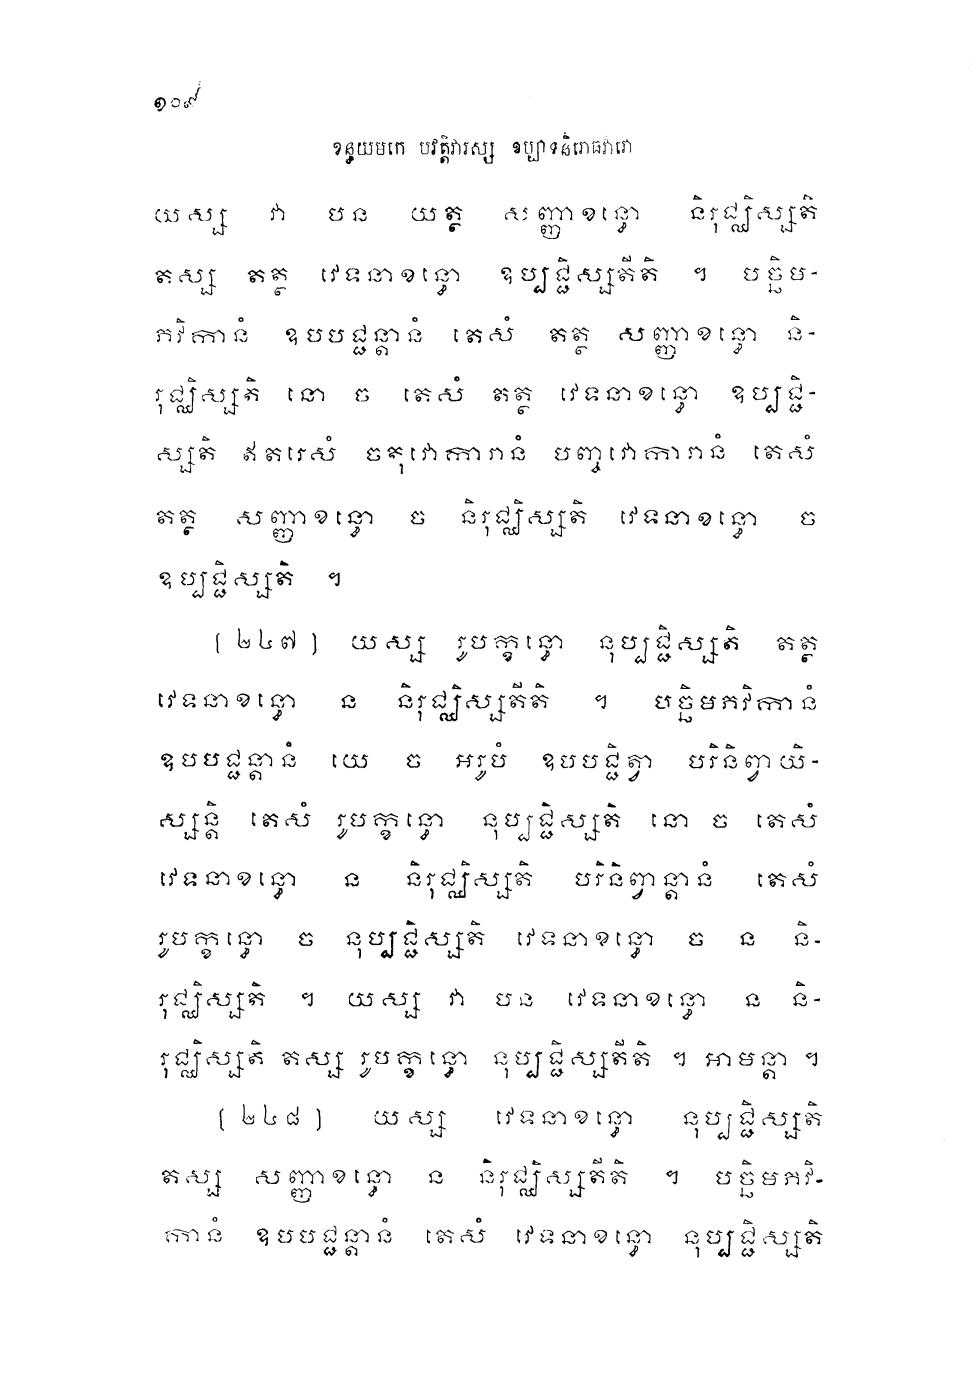 ១០៩
ខន្ធយមកេ បវត្តិវារស្ស ឧប្បាទនិរោធវារោ
យស្ស វា បន យត្ថ សញ្ញាខន្ធោ និរុជ្ឈិស្សតិ
តស្ស តត្ថ វេទនាខន្ធោ ឧប្បជ្ជិស្សតីតិ ។ បច្ឆិម-
ភវិកានំ ឧបបជ្ជន្តានំ តេសំ តត្ថ សញ្ញាខន្ធោ និ-
រុជ្ឈិស្សតិ នោ ច តេសំ តត្ថ វេទនាខន្ធោ ឧប្បជ្ជិ-
ស្សតិ ឥតរេសំ ចតុវោការានំ បញ្ចវោការានំ តេសំ
តត្ថ សញ្ញាខន្ធោ ច និរុជ្ឈិស្សតិ វេទនាខន្ធោ ច
ឧប្បជ្ជិស្សតិ ។
[ ២៤៧ ] យស្ស រូបក្ខន្ធោ នុប្បជ្ជិស្សតិ តត្ថ
វេទនាខន្ធោ ន និរុជ្ឈិស្សតីតិ ។ បច្ឆិមភវិកានំ
ឧបបជ្ជន្តានំ យេ ច អរូបំ ឧបបជ្ជិត្វា បរិនិព្វាយិ-
ស្សន្តិ តេសំ រូបក្ខន្ធោ នុប្បជ្ជិស្សតិ នោ ច តេសំ
វេទនាខន្ធោ ន និរុជ្ឈិស្សតិ បរិនិព្វាន្តានំ តេសំ
រូបក្ខន្ធោ ច នុប្បជ្ជិស្សតិ វេទនាខន្ធោ ច ន និ-
រុជ្ឈិស្សតិ ។ យស្ស វា បន វេទនាខន្ធោ ន និ-
រុជ្ឈិស្សតិ តស្ស រូបក្ខន្ធោ នុប្បជ្ជិស្សតីតិ ។ អាមន្តា ។
[ ២៤៨ ] យស្ស វេទនាខន្ធោ នុប្បជ្ជិស្សតិ
តស្ស សញ្ញាខន្ធោ ន និរុជ្ឈិស្សតីតិ ។ បច្ឆិមភវិ-
កានំ ឧបបជ្ជន្តានំ តេសំ វេទនាខន្ធោ នុប្បជ្ជិស្សតិ